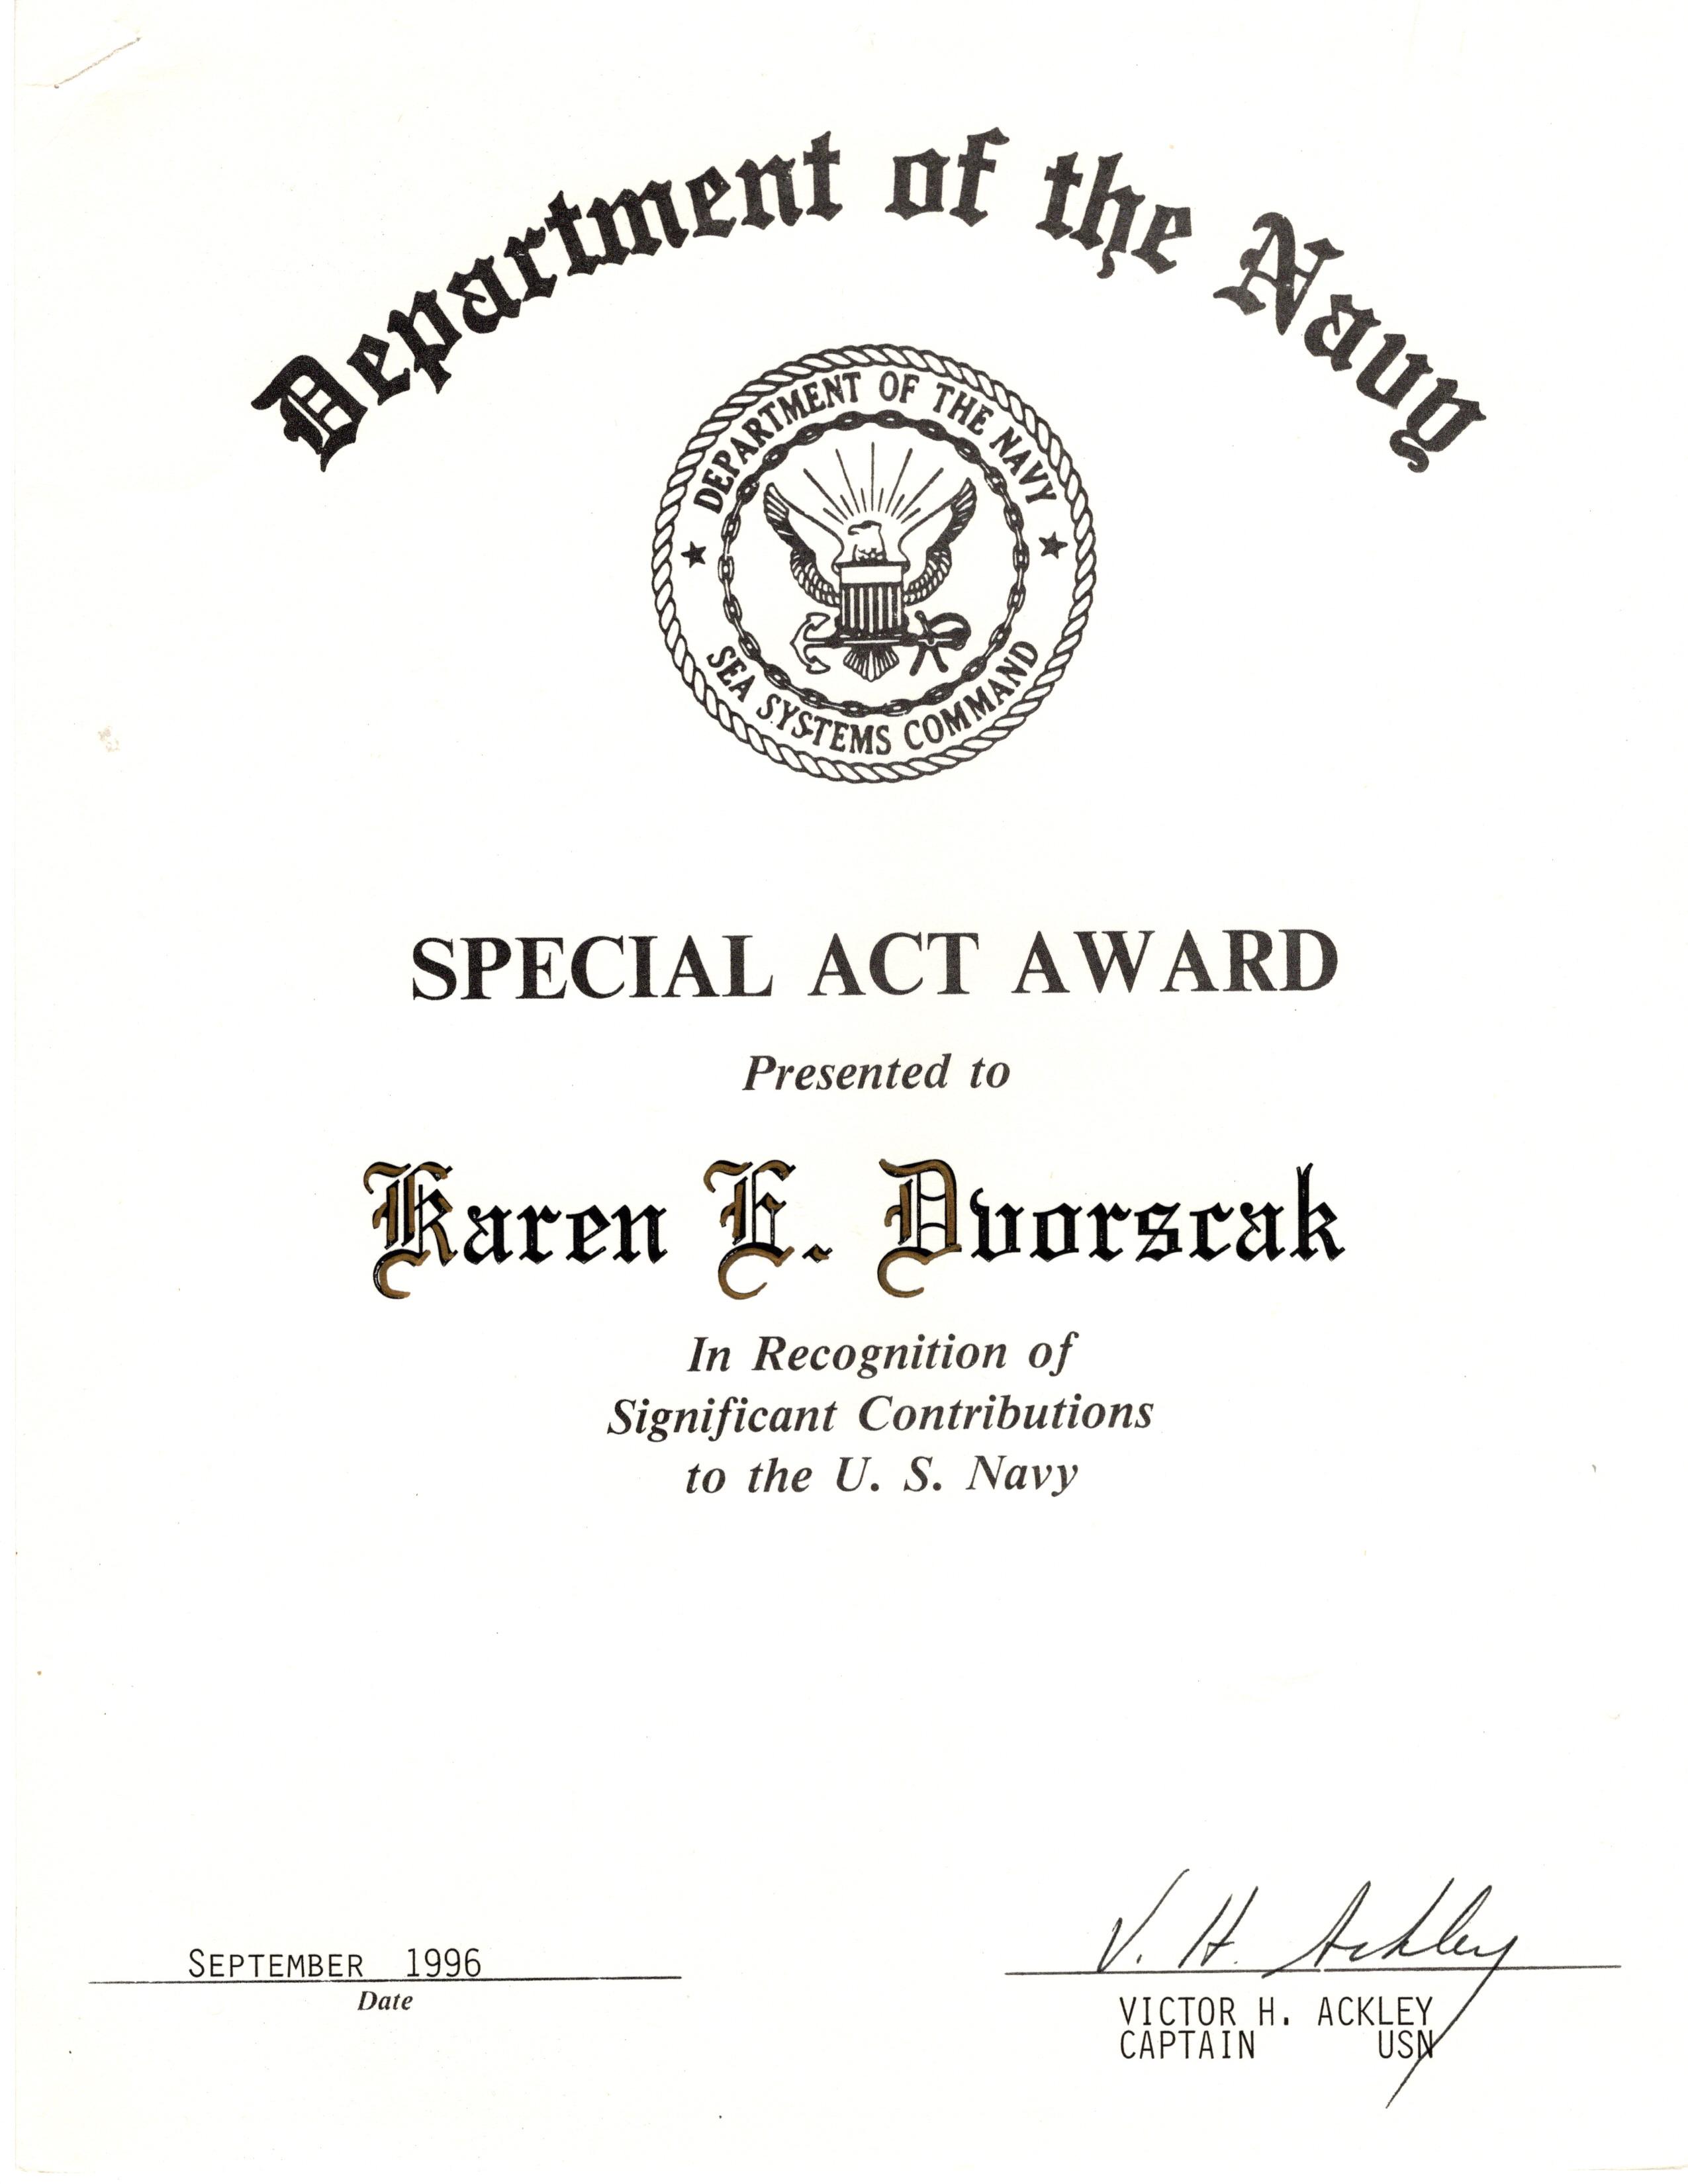 Department of the Navy
DEPARTMENT OF THE NAVY
SEA SYSTEMS COMMAND
SPECIAL ACT AWARD
Presented to
Karen E. Dvorscak
In Recognition of
Significant Contributions
to the U. S. Navy
V. H. Ackley
SEPTEMBER 1996
Date
VICTOR H. ACKLEY
CAPTAIN USN